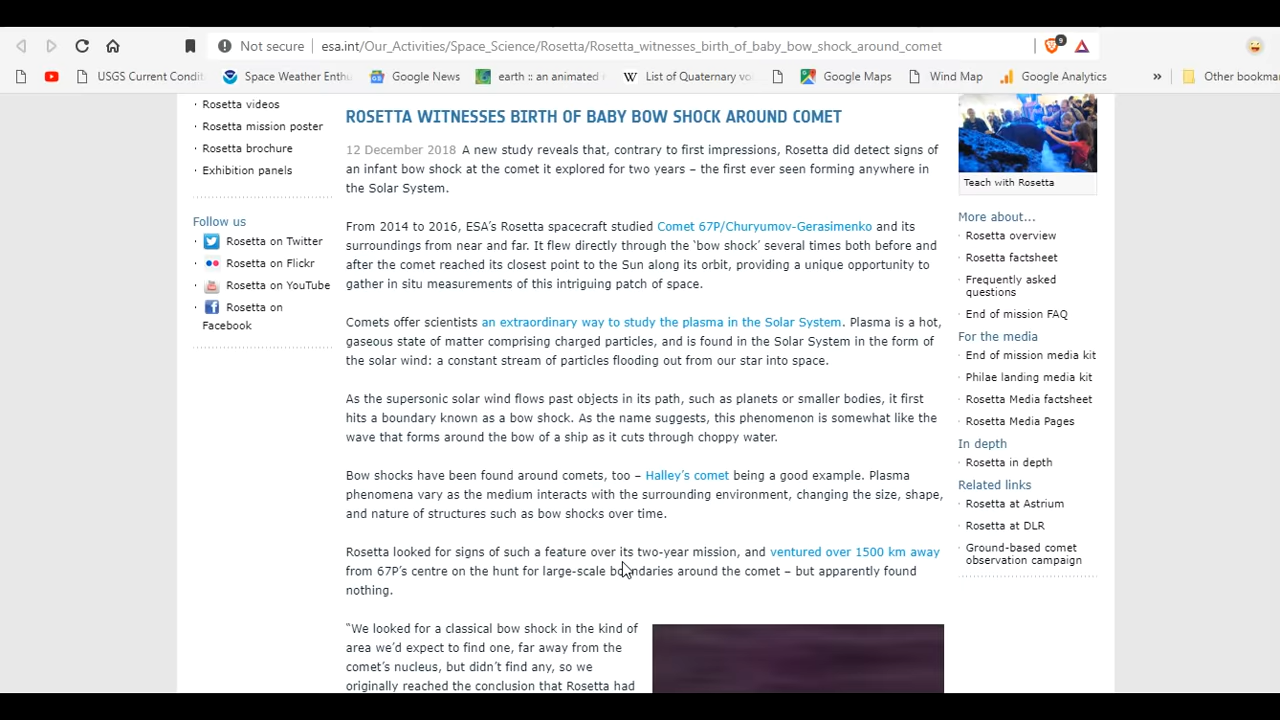 Not secure
esa.int/Our_Activities/Space_Science/Rosetta/Rosetta_witnesses_birth_of_baby_bow_shock_around_comet
9
USGS Current Condit
Space Weather Enthu
Google News
earth :: an animated
List of Quaternary vo
Google Maps
Wind Map
Google Analytics
»
Other bookma
Rosetta videos
Rosetta mission poster
Rosetta brochure
Exhibition panels
Follow us
Rosetta on Twitter
Rosetta on Flickr
Rosetta on YouTube
Rosetta on
Facebook
ROSETTA WITNESSES BIRTH OF BABY BOW SHOCK AROUND COMET
12 December 2018 A new study reveals that, contrary to first impressions, Rosetta did detect signs of
an infant bow shock at the comet it explored for two years – the first ever seen forming anywhere in
the Solar System.
From 2014 to 2016, ESA's Rosetta spacecraft studied Comet 67P/Churyumov-Gerasimenko and its
surroundings from near and far. It flew directly through the 'bow shock' several times both before and
after the comet reached its closest point to the Sun along its orbit, providing a unique opportunity to
gather in situ measurements of this intriguing patch of space.
Comets offer scientists an extraordinary way to study the plasma in the Solar System. Plasma is a hot,
gaseous state of matter comprising charged particles, and is found in the Solar System in the form of
the solar wind: a constant stream of particles flooding out from our star into space.
As the supersonic solar wind flows past objects in its path, such as planets or smaller bodies, it first
hits a boundary known as a bow shock. As the name suggests, this phenomenon is somewhat like the
wave that forms around the bow of a ship as it cuts through choppy water.
Bow shocks have been found around comets, too – Halley's comet being a good example. Plasma
phenomena vary as the medium interacts with the surrounding environment, changing the size, shape,
and nature of structures such as bow shocks over time.
Rosetta looked for signs of such a feature over its two-year mission, and ventured over 1500 km away
from 67P's centre on the hunt for large-scale boundaries around the comet – but apparently found
nothing.
"We looked for a classical bow shock in the kind of
area we'd expect to find one, far away from the
comet's nucleus, but didn't find any, so we
originally reached the conclusion that Rosetta had
Teach with Rosetta
More about...
Rosetta overview
Rosetta factsheet
Frequently asked
questions
End of mission FAQ
For the media
End of mission media kit
Philae landing media kit
Rosetta Media factsheet
Rosetta Media Pages
In depth
Rosetta in depth
Related links
Rosetta at Astrium
Rosetta at DLR
Ground-based comet
observation campaign